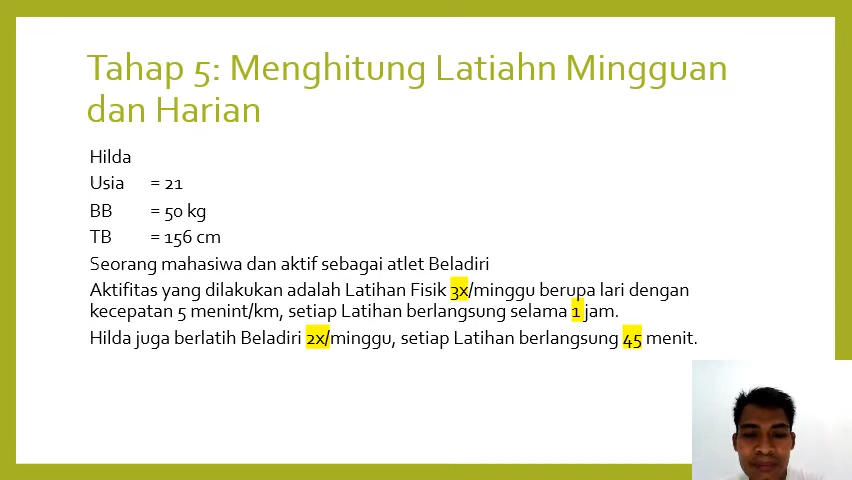 Tahap 5: Menghitung Latiahn Mingguan
dan Harian
Hilda
Usia = 21
BB = 50 kg
TB = 156 cm
Seorang mahasiwa dan aktif sebagai atlet Beladiri
Aktifitas yang dilakukan adalah Latihan Fisik 3x/minggu berupa lari dengan
kecepatan 5 menint/km, setiap Latihan berlangsung selama 1 jam.
Hilda juga berlatih Beladiri 2x/minggu, setiap Latihan berlangsung 45 menit.